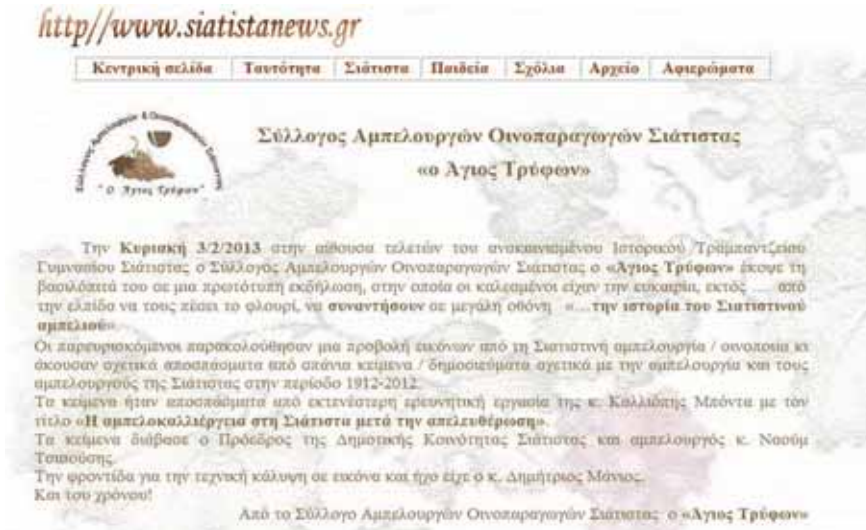 http//www.siatistanews.gr
Κεντρική σελίδα Ταυτότητα Σιάτιστα Παιδεία Σχόλια Αρχείο Αφιερώματα
Σύλλογος Αμπελουργών & Οινοπαραγωγών Σιάτιστας
"Ο Άγιος Τρύφων"
Σύλλογος Αμπελουργών Οινοπαραγωγών Σιάτιστας
«ο Άγιος Τρύφων»
Την Κυριακή 3/2/2013 στην αίθουσα τελετών του ανακαινισμένου Ιστορικού Τραμπαντζείου
Γυμνασίου Σιάτιστας ο Σύλλογος Αμπελουργών Οινοπαραγωγών Σιάτιστας ο «Άγιος Τρύφων» έκοψε τη
βασιλόπιτά του σε μια πρωτότυπη εκδήλωση, στην οποία οι καλεσμένοι είχαν την ευκαιρία, εκτός .... από
την ελπίδα να τους πέσει το φλουρί, να συναντήσουν σε μεγάλη οθόνη «…την ιστορία του Σιατιστινού
αμπελιού»
Οι παρευρισκόμενοι παρακολούθησαν μια προβολή εικόνων από τη Σιατιστινή αμπελουργία / οινοποιία κι
άκουσαν σχετικά αποσπάσματα από σπάνια κείμενα / δημοσιεύματα σχετικά με την αμπελουργία και τους
αμπελουργούς της Σιάτιστας στην περίοδο 1912-2012.
Τα κείμενα ήταν αποσπάσματα από εκτενέστερη ερευνητική εργασία της κ. Καλλιόπης Μπόντα με τον
τίτλο «Η αμπελοκαλλιέργεια στη Σιάτιστα μετά την απελευθέρωση».
Τα κείμενα διάβασε ο Πρόεδρος της Δημοτικής Κοινότητας Σιάτιστας και αμπελουργός κ. Ναούμ
Τσιαούσης.
Την φροντίδα για την τεχνική κάλυψη σε εικόνα και ήχο είχε ο κ. Δημήτριος Μάνιος.
Και του χρόνου!
Από το Σύλλογο Αμπελουργών Οινοπαραγωγών Σιάτιστας ο «Άγιος Τρύφων»